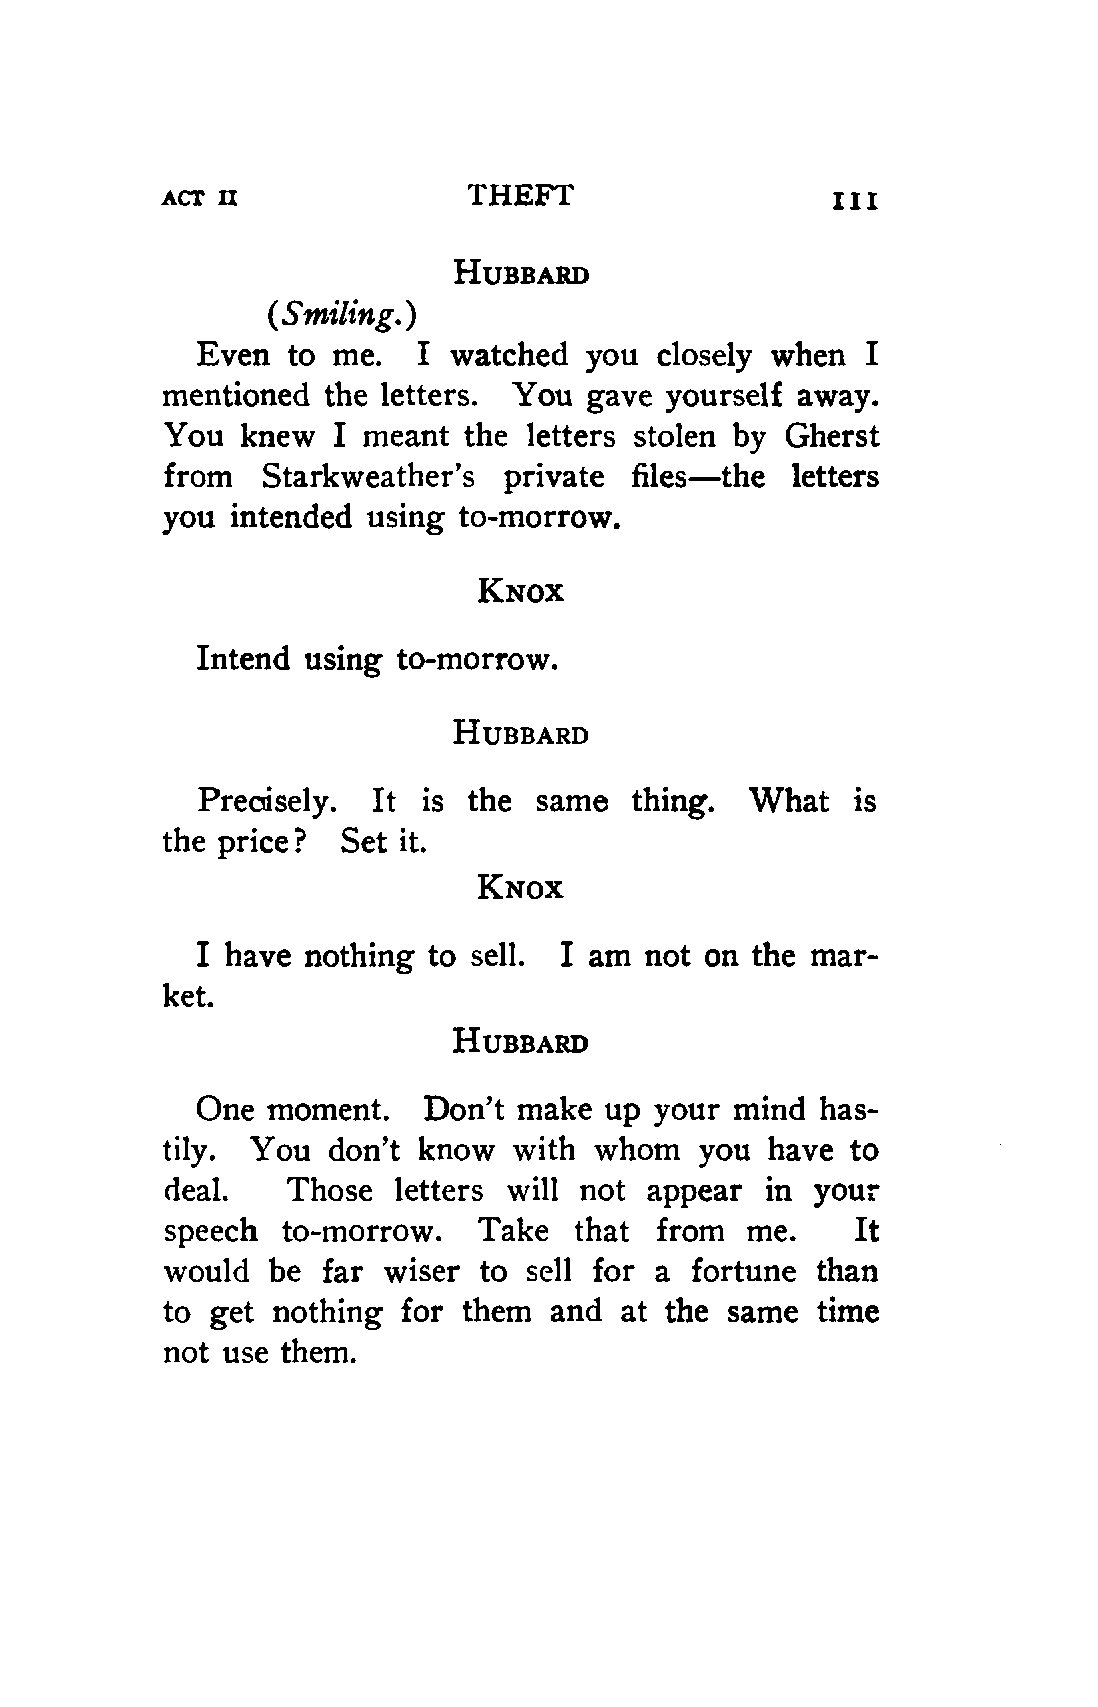 ACT II THEFT 111
HUBBARD
(Smiling.)
Even to me. I watched you closely when I
mentioned the letters. You gave yourself away.
You knew I meant the letters stolen by Gherst
from Starkweather's private files—the letters
you intended using to-morrow.
KNOX
Intend using to-morrow.
HUBBARD
Precisely. It is the same thing. What is
the price? Set it.
KNOX
I have nothing to sell. I am not on the mar-
ket.
HUBBARD
One moment. Don't make up your mind has-
tily. You don't know with whom you have to
deal. Those letters will not appear in your
speech to-morrow. Take that from me. It
would be far wiser to sell for a fortune than
to get nothing for them and at the same time
not use them.